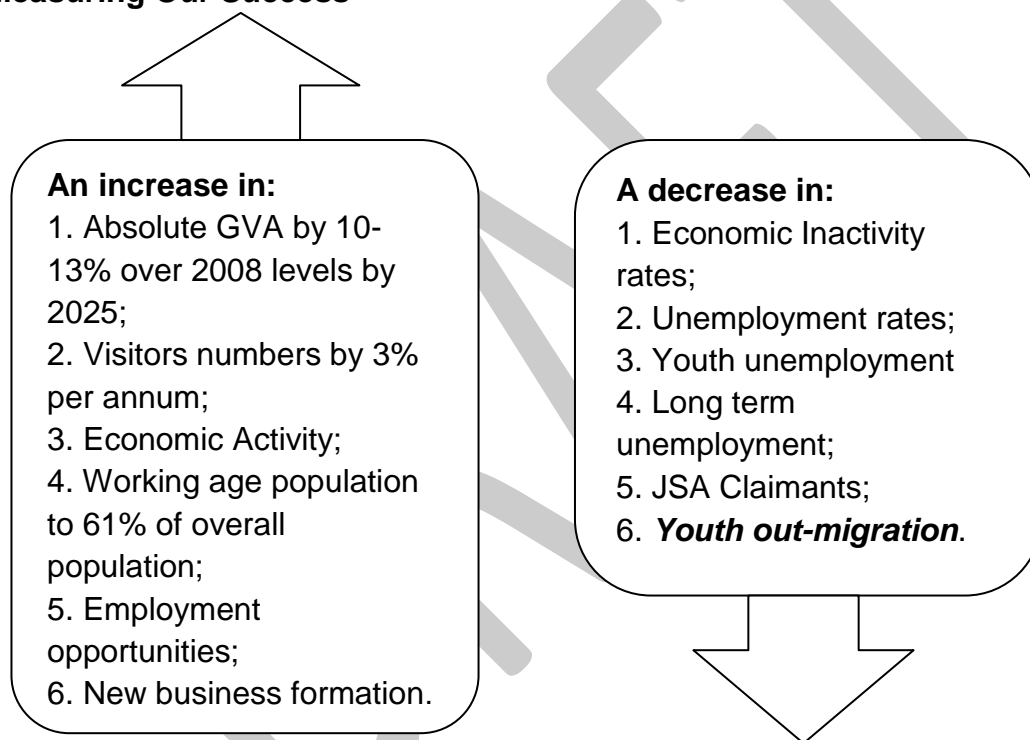 Measuring Our Success
An increase in:
1. Absolute GVA by 10-
13% over 2008 levels by
2025;
2. Visitors numbers by 3%
per annum;
3. Economic Activity;
4. Working age population
to 61% of overall
population;
5. Employment
opportunities;
6. New business formation.
A decrease in:
1. Economic Inactivity
rates;
2. Unemployment rates;
3. Youth unemployment
4. Long term
unemployment;
5. JSA Claimants;
6. Youth out-migration.